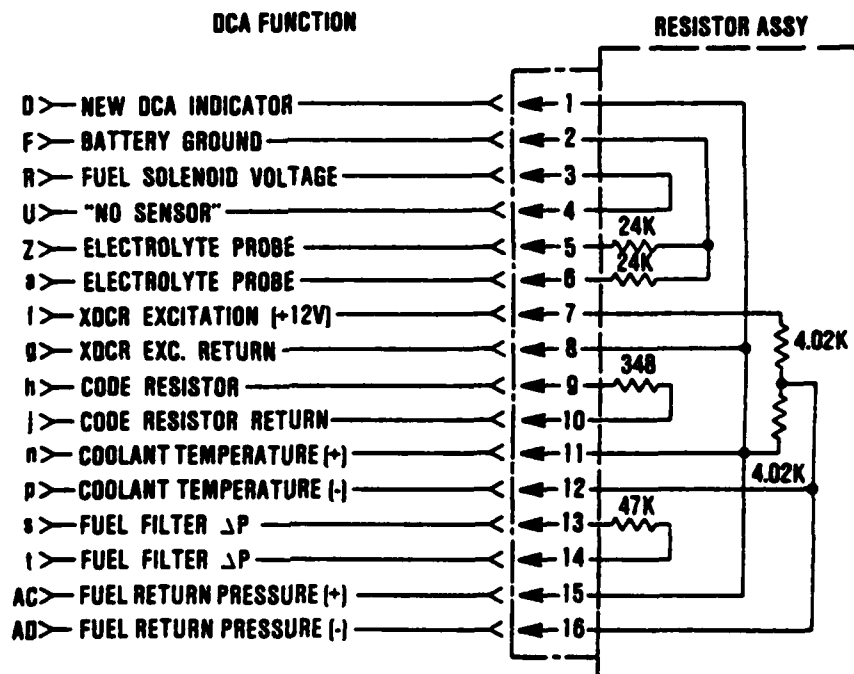 DCA FUNCTION RESISTOR ASSY
D NEW DCA INDICATOR 1
F BATTERY GROUND 2
R FUEL SOLENOID VOLTAGE 3
U "NO SENSOR" 4
24K
Z ELECTROLYTE PROBE 5
24K
a ELECTROLYTE PROBE 6
f XDCR EXCITATION (+12V) 7
4.02K
g XDCR EXC. RETURN 8
348
h CODE RESISTOR 9
j CODE RESISTOR RETURN 10
n COOLANT TEMPERATURE (+) 11
4.02K
p COOLANT TEMPERATURE (-) 12
47K
s FUEL FILTER ΔP 13
t FUEL FILTER ΔP 14
AC FUEL RETURN PRESSURE (+) 15
AD FUEL RETURN PRESSURE (-) 16